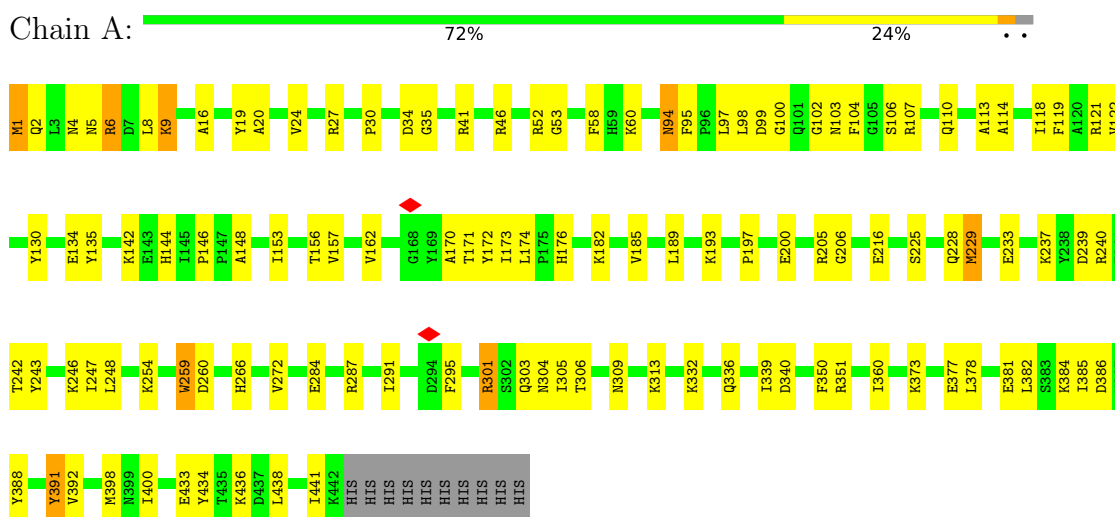 Chain A:
72% 24% • •
M1 Q2 L3 N4 N5 R6 D7 L8 K9 A16 Y19 A20 V24 R27 P30 D34 G35 R41 R46 R52 G53 F58 H59 K60 N94 F95 P96 L97 L98 D99 G100 Q101 G102 N103 F104 G105 S106 R107 Q110 A113 A114 I118 F119 A120 R121 V122
Y130 E134 Y135 K142 E143 H144 I145 P146 P147 A148 I153 T156 V157 V162 G168 Y169 A170 T171 Y172 I173 L174 P175 H176 K182 V185 L189 K193 P197 E200 R205 G206 E216 S225 Q228 M229 E233 K237 Y238 D239 R240
T242 Y243 K246 I247 L248 K254 W259 D260 H266 V272 E284 R287 I291 D294 F295 R301 S302 Q303 N304 I305 T306 N309 K313 K332 Q336 I339 D340 F350 R351 I360 K373 E377 L378 E381 L382 S383 K384 I385 D386
Y388 Y391 V392 M398 N399 I400 E433 Y434 T435 K436 D437 L438 I441 K442 HIS HIS HIS HIS HIS HIS HIS HIS HIS HIS